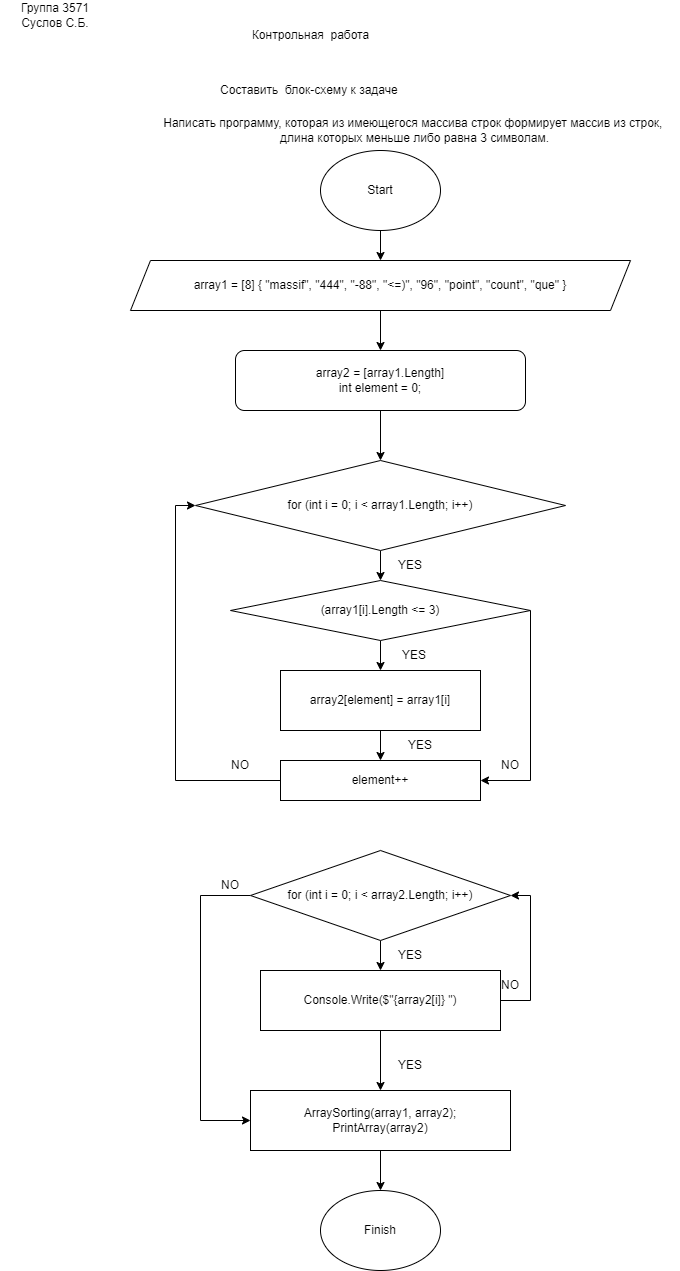 Группа 3571
Суслов С.Б.
Контрольная работа
Составить блок-схему к задаче
Написать программу, которая из имеющегося массива строк формирует массив из строк,
длина которых меньше либо равна 3 символам.
Start
array1 = [8] { "massif", "444", "-88", "<=)", "96", "point", "count", "que" }
array2 = [array1.Length]
int element = 0;
for (int i = 0; i < array1.Length; i++)
YES
(array1[i].Length <= 3)
YES
array2[element] = array1[i]
YES
NO
NO
element++
NO
for (int i = 0; i < array2.Length; i++)
YES
NO
Console.Write($"{array2[i]} ")
YES
ArraySorting(array1, array2);
PrintArray(array2)
Finish